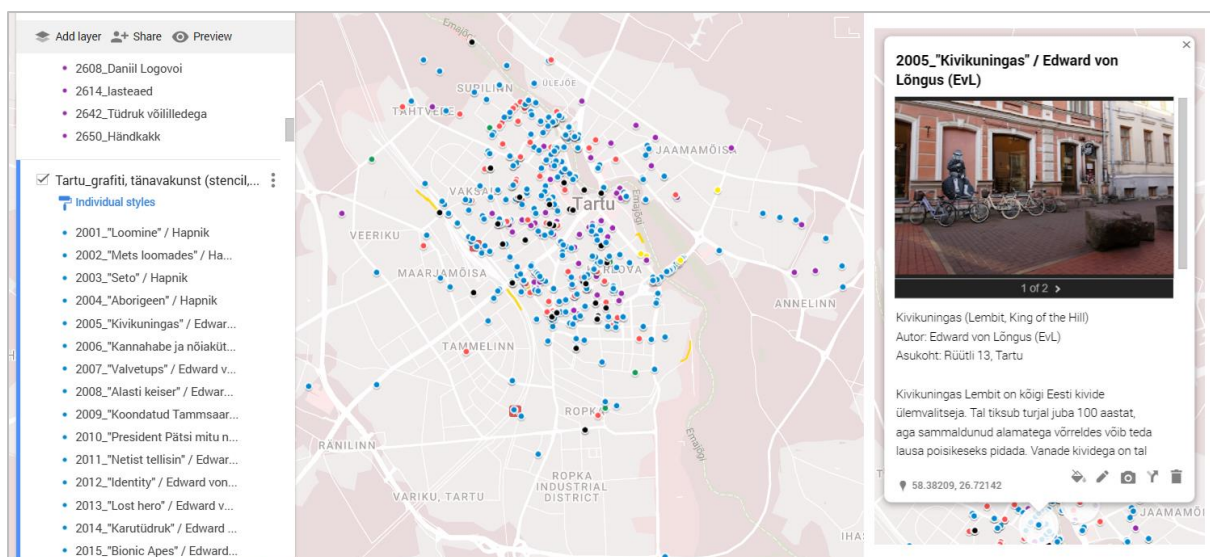 Add layer Share Preview
2608_Daniil Logovoi
2614_lasteaed
2642_Tüdruk võililledega
2650_Händkakk
Tartu_grafiti, tänavakunst (stencil,...
Individual styles
2001_"Loomine" / Hapnik
2002_"Mets loomades" / Ha...
2003_"Seto" / Hapnik
2004_"Aborigeen" / Hapnik
2005_"Kivikuningas" / Edwar...
2006_"Kannahabe ja nõiaküt...
2007_"Valvetups" / Edward v...
2008_"Alasti keiser" / Edwar...
2009_"Koondatud Tammsaar...
2010_"President Pätsi mitu n...
2011_"Netist tellisin" / Edwar...
2012_"Identity" / Edward von...
2013_"Lost hero" / Edward v...
2014_"Karutüdruk" / Edward ...
2015_"Bionic Apes" / Edward...
Emajõgi
SUPILINN
ÜLEJÕE
TÄHTVERE
JAAMAMÕISA
VAKSALI
Tartu
Emajõgi
VEERIKU
MAARJAMÕISA
KARLOVA
ANNELINN
TAMMELINN
ROPKA
RANILINN
Emajõgi
ROPKA
INDUSTRIAL
DISTRICT
VARIKU, TARTU
IHAS
2005_"Kivikuningas" / Edward von
Lõngus (EvL)
1 of 2
Kivikuningas (Lembit, King of the Hill)
Autor: Edward von Lõngus (EvL)
Asukoht: Rüütli 13, Tartu
Kivikuningas Lembit on kõigi Eesti kivide
ülemvalitseja. Tal tiksub turjal juba 100 aastat,
aga sammaldunud alamatega võrreldes võib teda
lausa poisikeseks pidada. Vanade kividega on tal
58.38209, 26.72142
JAAMAMÕI